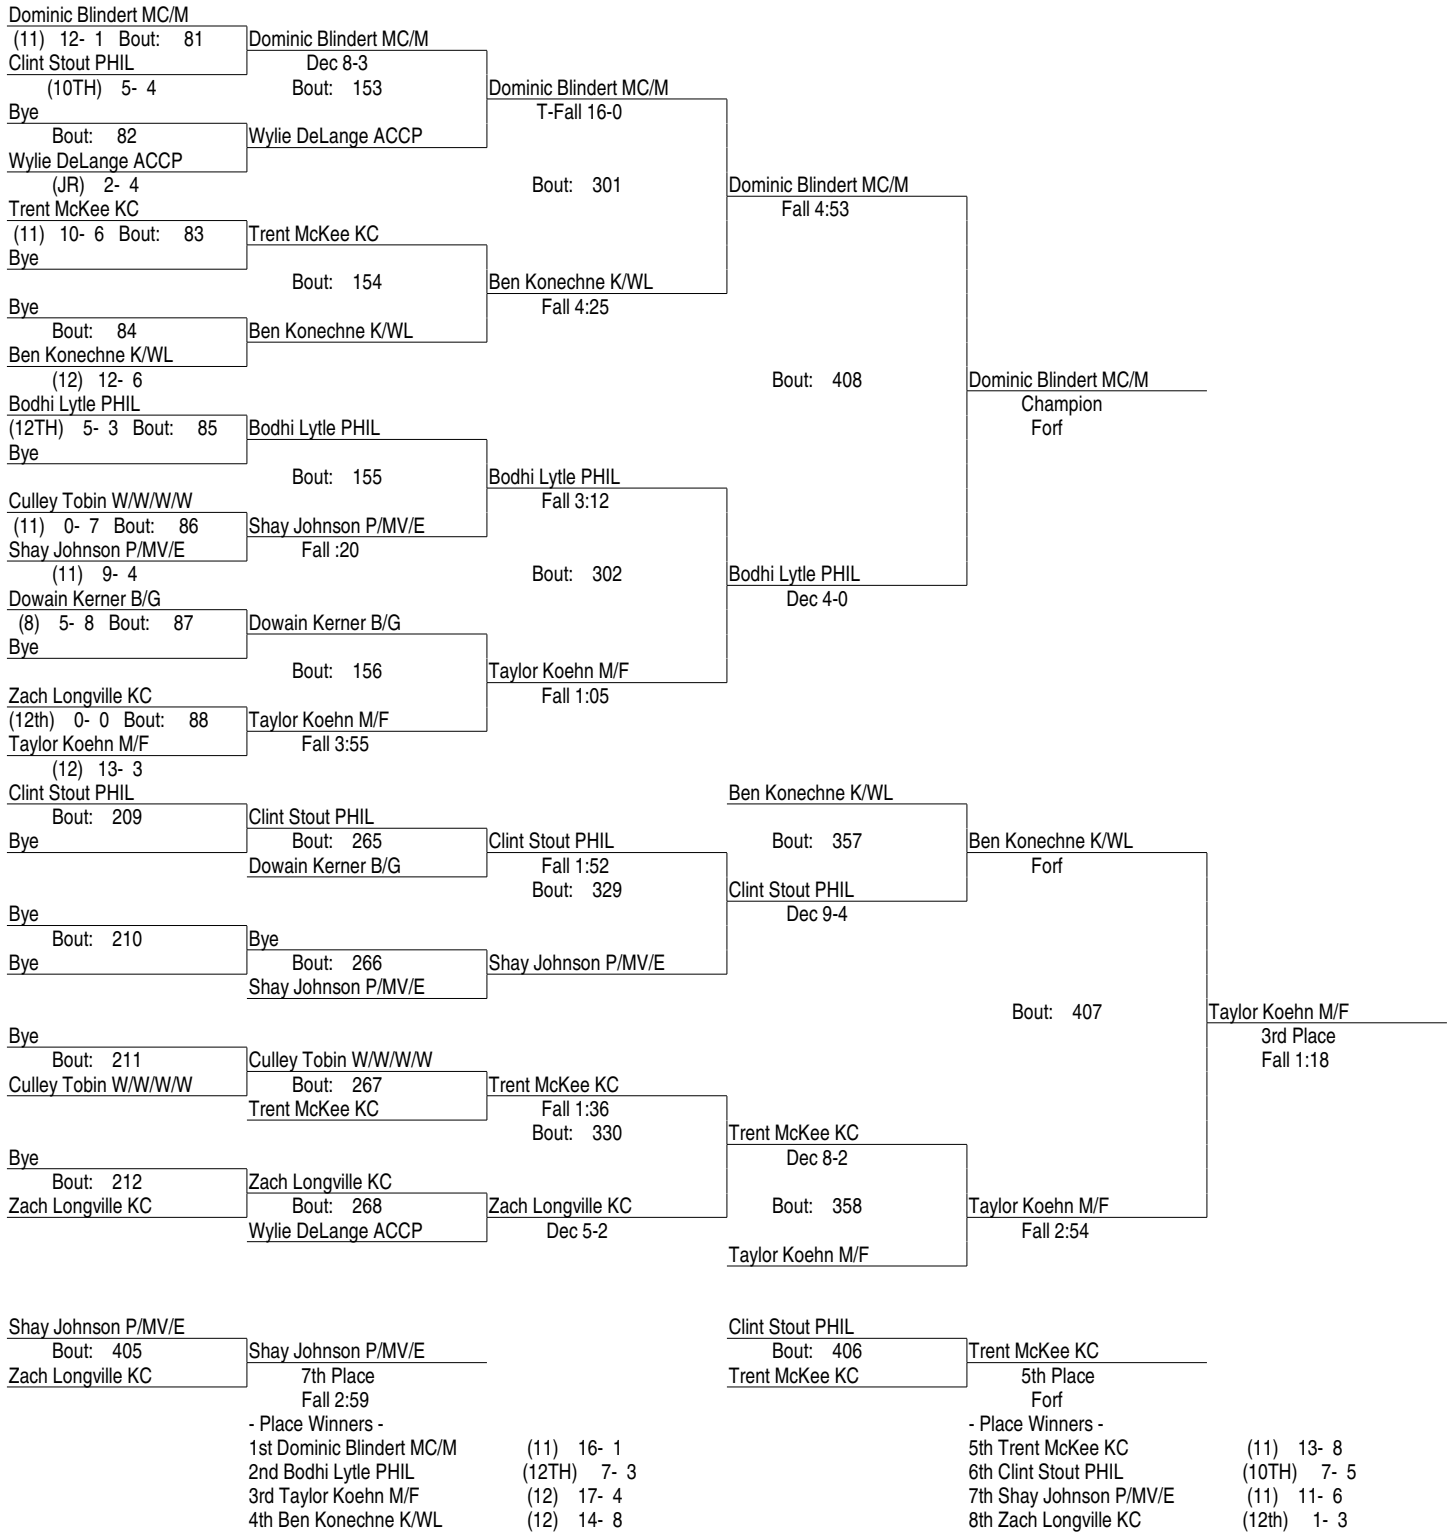 Dominic Blindert MC/M
(11) 12- 1 Bout: 81 Dominic Blindert MC/M
Clint Stout PHIL Dec 8-3
(10TH) 5- 4 Bout: 153 Dominic Blindert MC/M
Bye T-Fall 16-0
Bout: 82 Wylie DeLange ACCP
Wylie DeLange ACCP
(JR) 2- 4 Bout: 301 Dominic Blindert MC/M
Trent McKee KC Fall 4:53
(11) 10- 6 Bout: 83 Trent McKee KC
Bye
Bout: 154 Ben Konechne K/WL
Bye Fall 4:25
Bout: 84 Ben Konechne K/WL
Ben Konechne K/WL
(12) 12- 6 Bout: 408 Dominic Blindert MC/M
Bodhi Lytle PHIL Champion
(12TH) 5- 3 Bout: 85 Bodhi Lytle PHIL Forf
Bye
Bout: 155 Bodhi Lytle PHIL
Culley Tobin W/W/W/W Fall 3:12
(11) 0- 7 Bout: 86 Shay Johnson P/MV/E
Shay Johnson P/MV/E Fall :20
(11) 9- 4 Bout: 302 Bodhi Lytle PHIL
Dowain Kerner B/G Dec 4-0
(8) 5- 8 Bout: 87 Dowain Kerner B/G
Bye
Bout: 156 Taylor Koehn M/F
Zach Longville KC Fall 1:05
(12th) 0- 0 Bout: 88 Taylor Koehn M/F
Taylor Koehn M/F Fall 3:55
(12) 13- 3
Clint Stout PHIL Ben Konechne K/WL
Bout: 209 Clint Stout PHIL
Bye Bout: 265 Clint Stout PHIL Bout: 357 Ben Konechne K/WL
Dowain Kerner B/G Fall 1:52 Forf
Bout: 329 Clint Stout PHIL
Bye Dec 9-4
Bout: 210 Bye
Bye Bout: 266 Shay Johnson P/MV/E
Shay Johnson P/MV/E
Bout: 407 Taylor Koehn M/F
Bye 3rd Place
Bout: 211 Culley Tobin W/W/W/W Fall 1:18
Culley Tobin W/W/W/W Bout: 267 Trent McKee KC
Trent McKee KC Fall 1:36
Bout: 330 Trent McKee KC
Bye Dec 8-2
Bout: 212 Zach Longville KC
Zach Longville KC Bout: 268 Zach Longville KC Bout: 358 Taylor Koehn M/F
Wylie DeLange ACCP Dec 5-2 Fall 2:54
Taylor Koehn M/F
Shay Johnson P/MV/E Clint Stout PHIL
Bout: 405 Shay Johnson P/MV/E Bout: 406 Trent McKee KC
Zach Longville KC 7th Place Trent McKee KC 5th Place
Fall 2:59 Forf
- Place Winners - - Place Winners -
1st Dominic Blindert MC/M (11) 16- 1 5th Trent McKee KC (11) 13- 8
2nd Bodhi Lytle PHIL (12TH) 7- 3 6th Clint Stout PHIL (10TH) 7- 5
3rd Taylor Koehn M/F (12) 17- 4 7th Shay Johnson P/MV/E (11) 11- 6
4th Ben Konechne K/WL (12) 14- 8 8th Zach Longville KC (12th) 1- 3